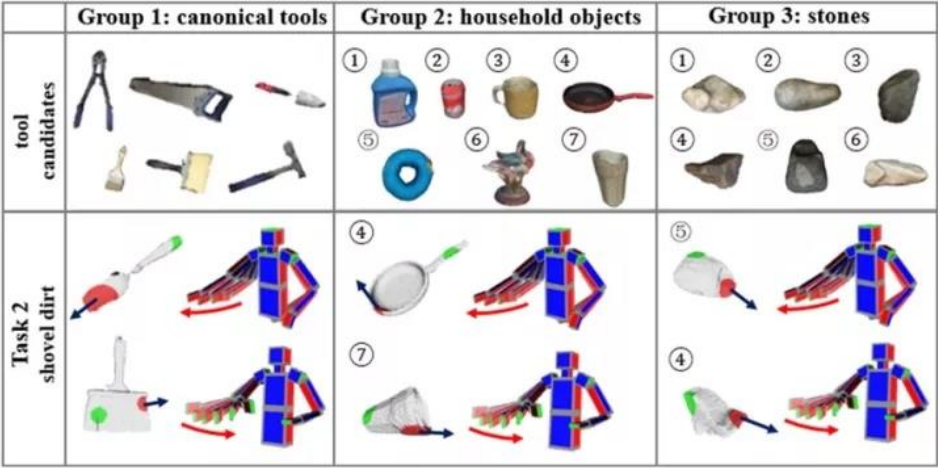 Group 1: canonical tools
Group 2: household objects
Group 3: stones
tool
candidates
① ② ③ ④
⑤ ⑥ ⑦
① ② ③
④ ⑤ ⑥
Task 2
shovel dirt
④
⑦
⑤
④